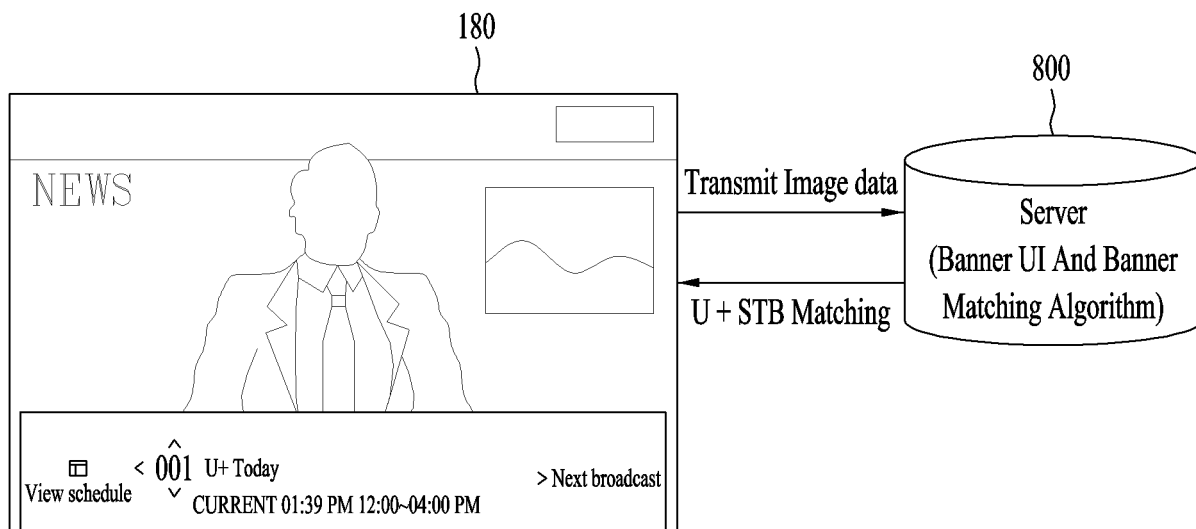 180
800
NEWS
Transmit Image data
U + STB Matching
Server
(Banner UI And Banner
Matching Algorithm)
View schedule
< 001 U+ Today
CURRENT 01:39 PM 12:00~04:00 PM
> Next broadcast